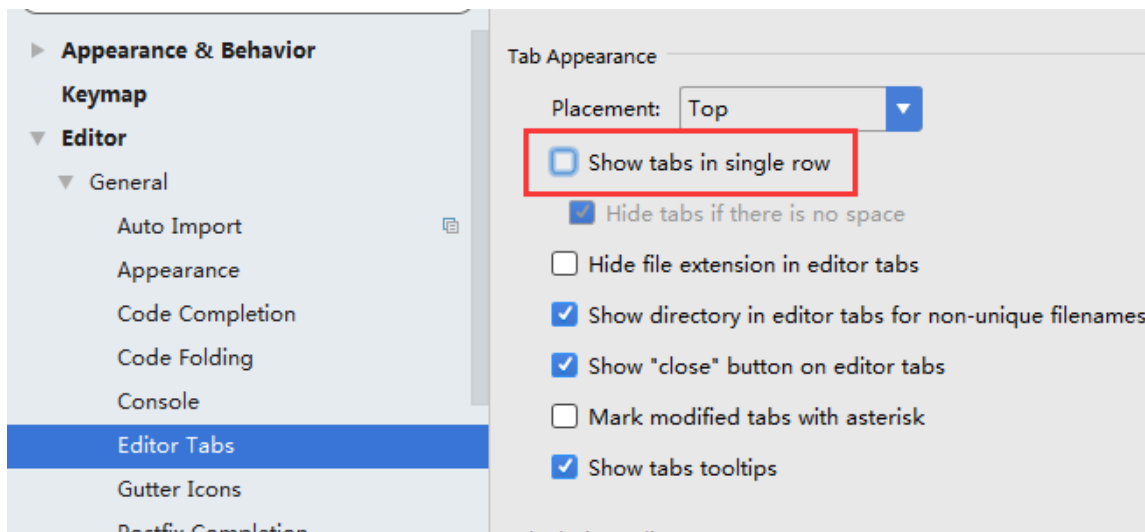 Appearance & Behavior
Keymap
Editor
General
Auto Import
Appearance
Code Completion
Code Folding
Console
Editor Tabs
Gutter Icons
Postfix Completion
Tab Appearance
Placement: Top
Show tabs in single row
Hide tabs if there is no space
Hide file extension in editor tabs
Show directory in editor tabs for non-unique filenames
Show "close" button on editor tabs
Mark modified tabs with asterisk
Show tabs tooltips